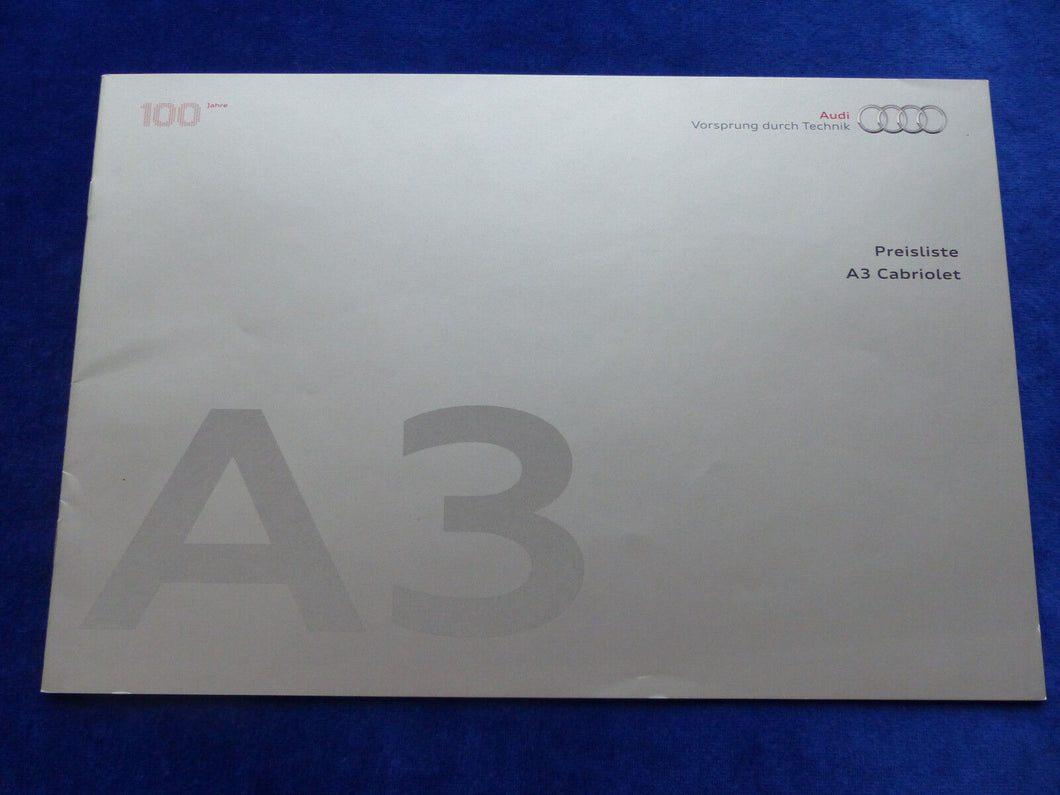 100 Jahre
Audi
Vorsprung durch Technik
Preisliste
A3 Cabriolet
A3